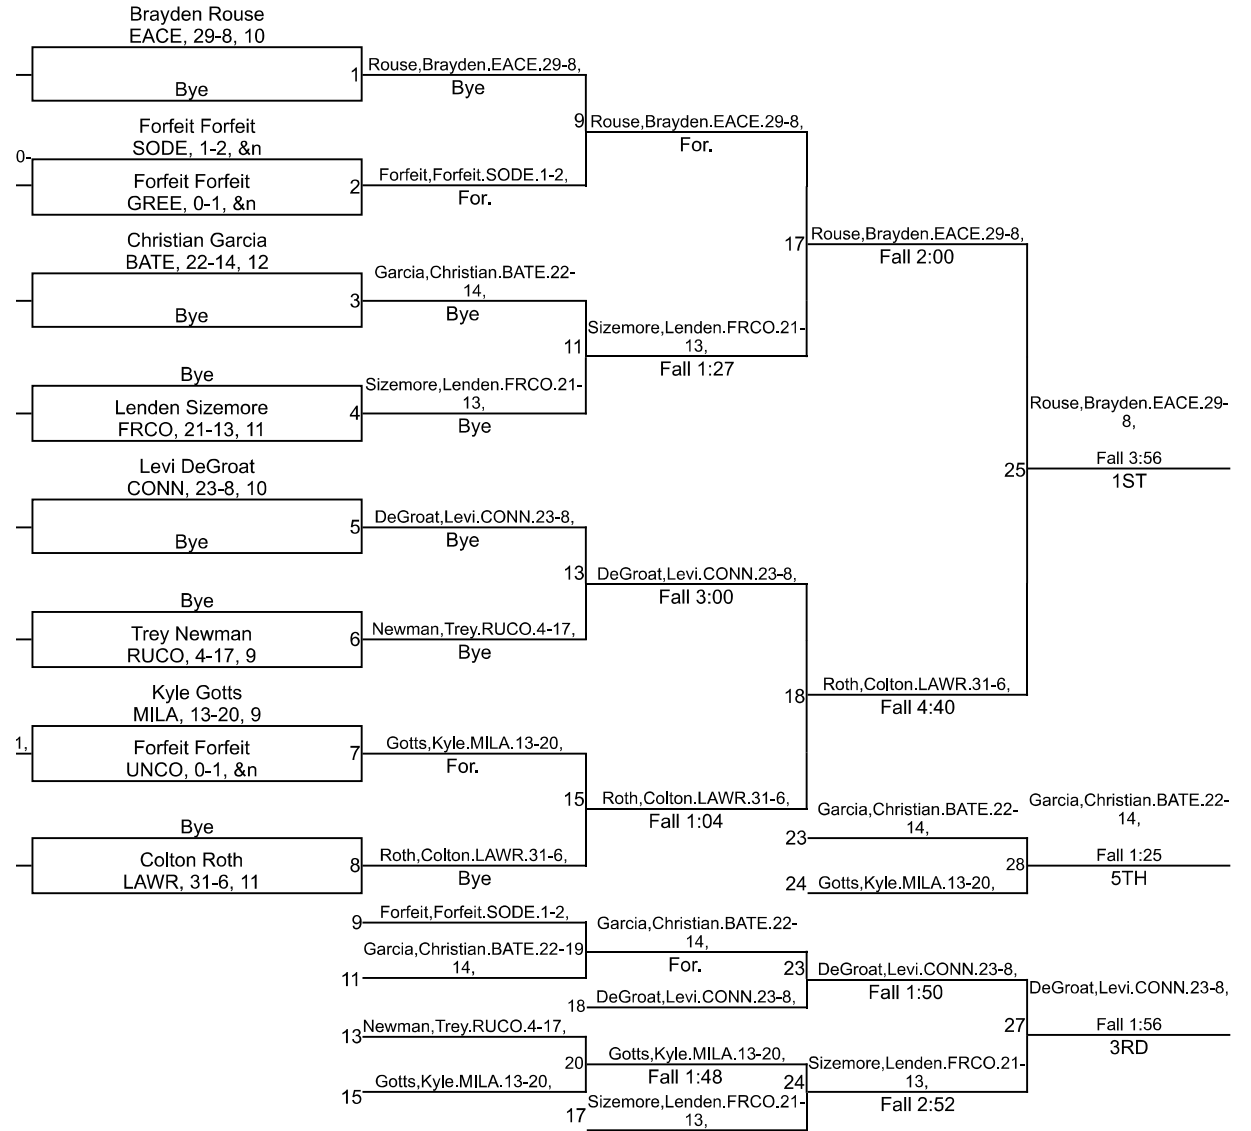 Brayden Rouse
EACE, 29-8, 10
1
Rouse,Brayden.EACE.29-8,
Bye
Bye
9
Rouse,Brayden.EACE.29-8,
For.
Forfeit Forfeit
SODE, 1-2, &n
0-
Forfeit Forfeit
GREE, 0-1, &n
2
Forfeit,Forfeit.SODE.1-2,
For.
17
Rouse,Brayden.EACE.29-8,
Fall 2:00
Christian Garcia
BATE, 22-14, 12
3
Bye
Garcia,Christian.BATE.22-
14,
Bye
11
Sizemore,Lenden.FRCO.21-
13,
Fall 1:27
Bye
Lenden Sizemore
FRCO, 21-13, 11
4
Sizemore,Lenden.FRCO.21-
13,
Bye
25
Rouse,Brayden.EACE.29-
8,
Fall 3:56
1ST
Levi DeGroat
CONN, 23-8, 10
5
Bye
DeGroat,Levi.CONN.23-8,
Bye
13
DeGroat,Levi.CONN.23-8,
Fall 3:00
Bye
Trey Newman
RUCO, 4-17, 9
6
Newman,Trey.RUCO.4-17,
Bye
18
Roth,Colton.LAWR.31-6,
Fall 4:40
Kyle Gotts
MILA, 13-20, 9
1,
Forfeit Forfeit
UNCO, 0-1, &n
7
Gotts,Kyle.MILA.13-20,
For.
15
Roth,Colton.LAWR.31-6,
Fall 1:04
Bye
Colton Roth
LAWR, 31-6, 11
8
Roth,Colton.LAWR.31-6,
Bye
23
Garcia,Christian.BATE.22-
14,
24
Gotts,Kyle.MILA.13-20,
28
Garcia,Christian.BATE.22-
14,
Fall 1:25
5TH
9
Forfeit,Forfeit.SODE.1-2,
11
Garcia,Christian.BATE.22-
14,
19
Garcia,Christian.BATE.22-
14,
For.
18
DeGroat,Levi.CONN.23-8,
23
DeGroat,Levi.CONN.23-8,
Fall 1:50
13
Newman,Trey.RUCO.4-17,
15
Gotts,Kyle.MILA.13-20,
20
Gotts,Kyle.MILA.13-20,
Fall 1:48
17
Sizemore,Lenden.FRCO.21-
13,
24
Sizemore,Lenden.FRCO.21-
13,
Fall 2:52
27
DeGroat,Levi.CONN.23-8,
Fall 1:56
3RD